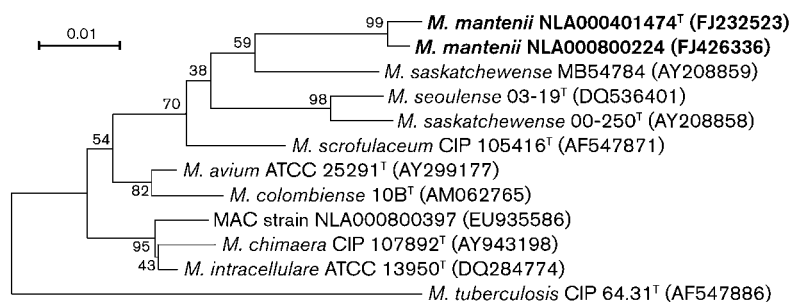 0.01
99
M. mantenii NLA000401474ᵀ (FJ232523)
59
M. mantenii NLA000800224 (FJ426336)
38
M. saskatchewense MB54784 (AY208859)
98
M. seoulense 03-19ᵀ (DQ536401)
70
M. saskatchewense 00-250ᵀ (AY208858)
54
M. scrofulaceum CIP 105416ᵀ (AF547871)
M. avium ATCC 25291ᵀ (AY299177)
82
M. colombiense 10Bᵀ (AM062765)
MAC strain NLA000800397 (EU935586)
95
M. chimaera CIP 107892ᵀ (AY943198)
43
M. intracellulare ATCC 13950ᵀ (DQ284774)
M. tuberculosis CIP 64.31ᵀ (AF547886)